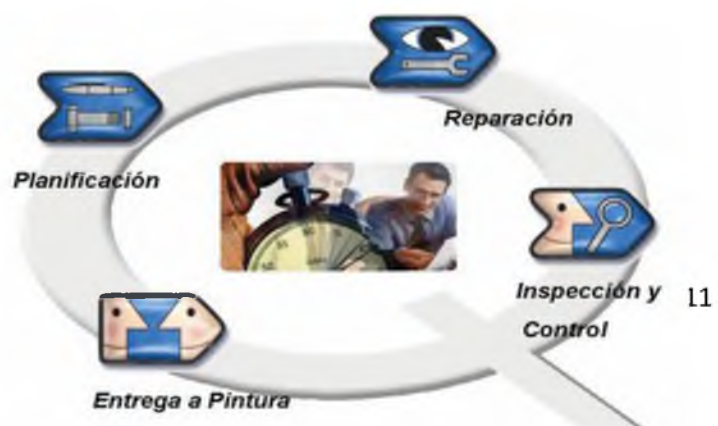 Reparación
Planificación
Inspección y 11
Control
Entrega a Pintura